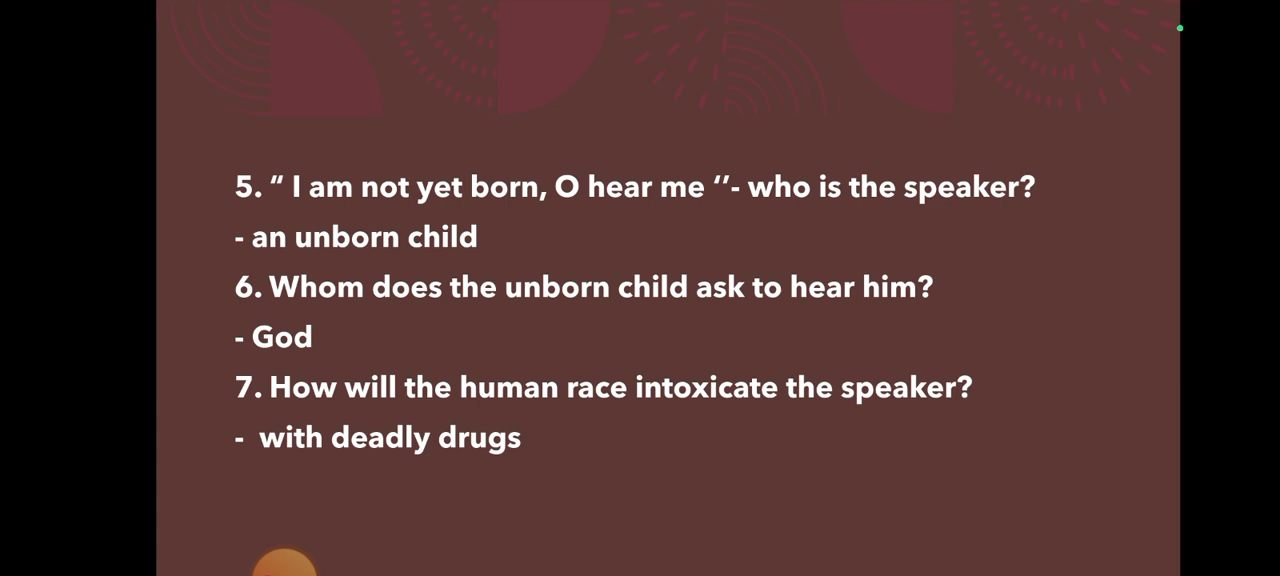 5. “ I am not yet born, O hear me ’’- who is the speaker?
- an unborn child
6. Whom does the unborn child ask to hear him?
- God
7. How will the human race intoxicate the speaker?
-  with deadly drugs